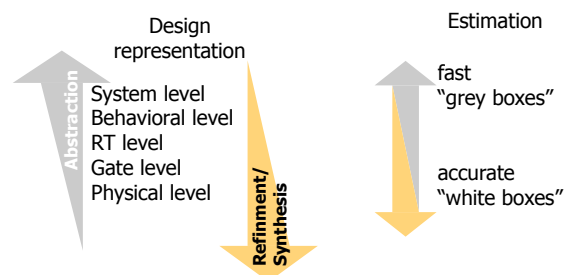 Design
representation
Estimation
Abstraction
System level
Behavioral level
RT level
Gate level
Physical level
Refinment/
Synthesis
fast
“grey boxes”
accurate
“white boxes”